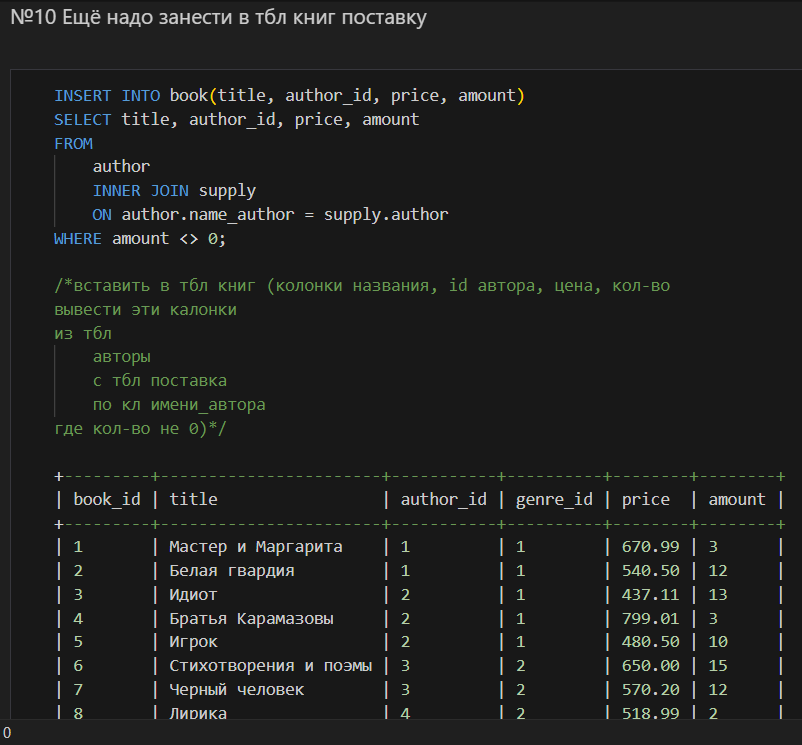 №10 Ещё надо занести в тбл книг поставку
INSERT INTO book(title, author_id, price, amount)
SELECT title, author_id, price, amount
FROM
author
INNER JOIN supply
ON author.name_author = supply.author
WHERE amount <> 0;
/*вставить в тбл книг (колонки названия, id автора, цена, кол-во
вывести эти калонки
из тбл
авторы
с тбл поставка
по кл имени_автора
где кол-во не 0)*/
+---------+-----------------------+-----------+----------+--------+--------+
| book_id | title | author_id | genre_id | price | amount |
+---------+-----------------------+-----------+----------+--------+--------+
| 1 | Мастер и Маргарита | 1 | 1 | 670.99 | 3 |
| 2 | Белая гвардия | 1 | 1 | 540.50 | 12 |
| 3 | Идиот | 2 | 1 | 437.11 | 13 |
| 4 | Братья Карамазовы | 2 | 1 | 799.01 | 3 |
| 5 | Игрок | 2 | 1 | 480.50 | 10 |
| 6 | Стихотворения и поэмы | 3 | 2 | 650.00 | 15 |
| 7 | Черный человек | 3 | 2 | 570.20 | 12 |
| 8 | Лирика | 4 | 2 | 518.99 | 2 |
0